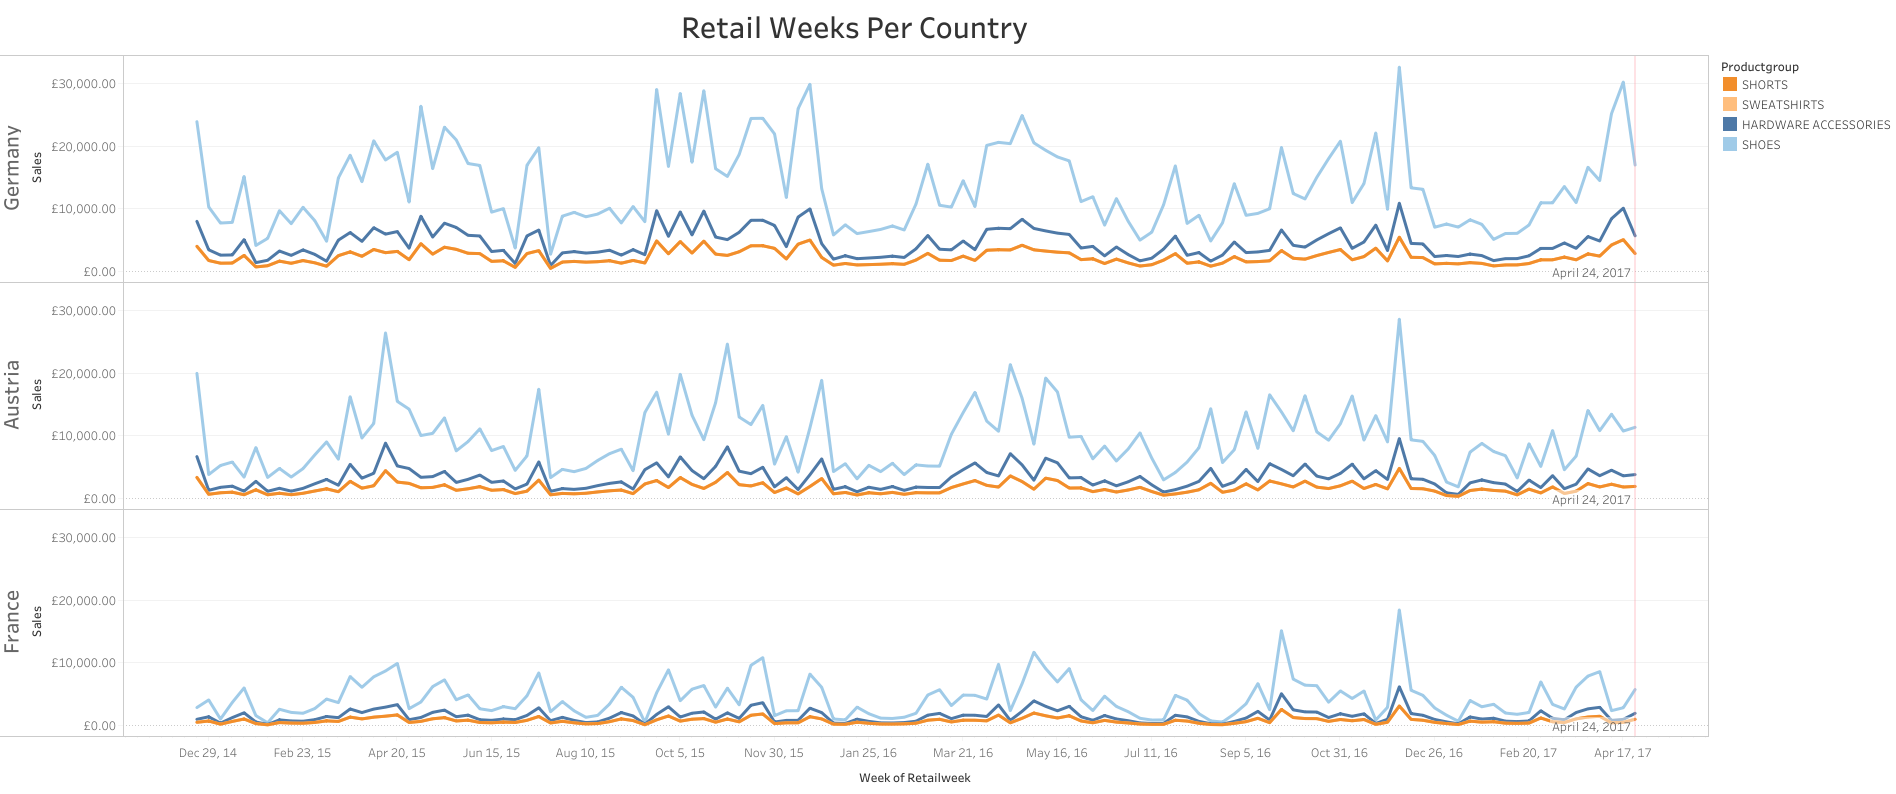 Retail Weeks Per Country
Productgroup
SHORTS
SWEATSHIRTS
HARDWARE ACCESSORIES
SHOES
Germany
Sales
£30,000.00
£20,000.00
£10,000.00
£0.00
April 24, 2017
Austria
Sales
£30,000.00
£20,000.00
£10,000.00
£0.00
April 24, 2017
France
Sales
£30,000.00
£20,000.00
£10,000.00
£0.00
April 24, 2017
Dec 29, 14 Feb 23, 15 Apr 20, 15 Jun 15, 15 Aug 10, 15 Oct 5, 15 Nov 30, 15 Jan 25, 16 Mar 21, 16 May 16, 16 Jul 11, 16 Sep 5, 16 Oct 31, 16 Dec 26, 16 Feb 20, 17 Apr 17, 17
Week of Retailweek